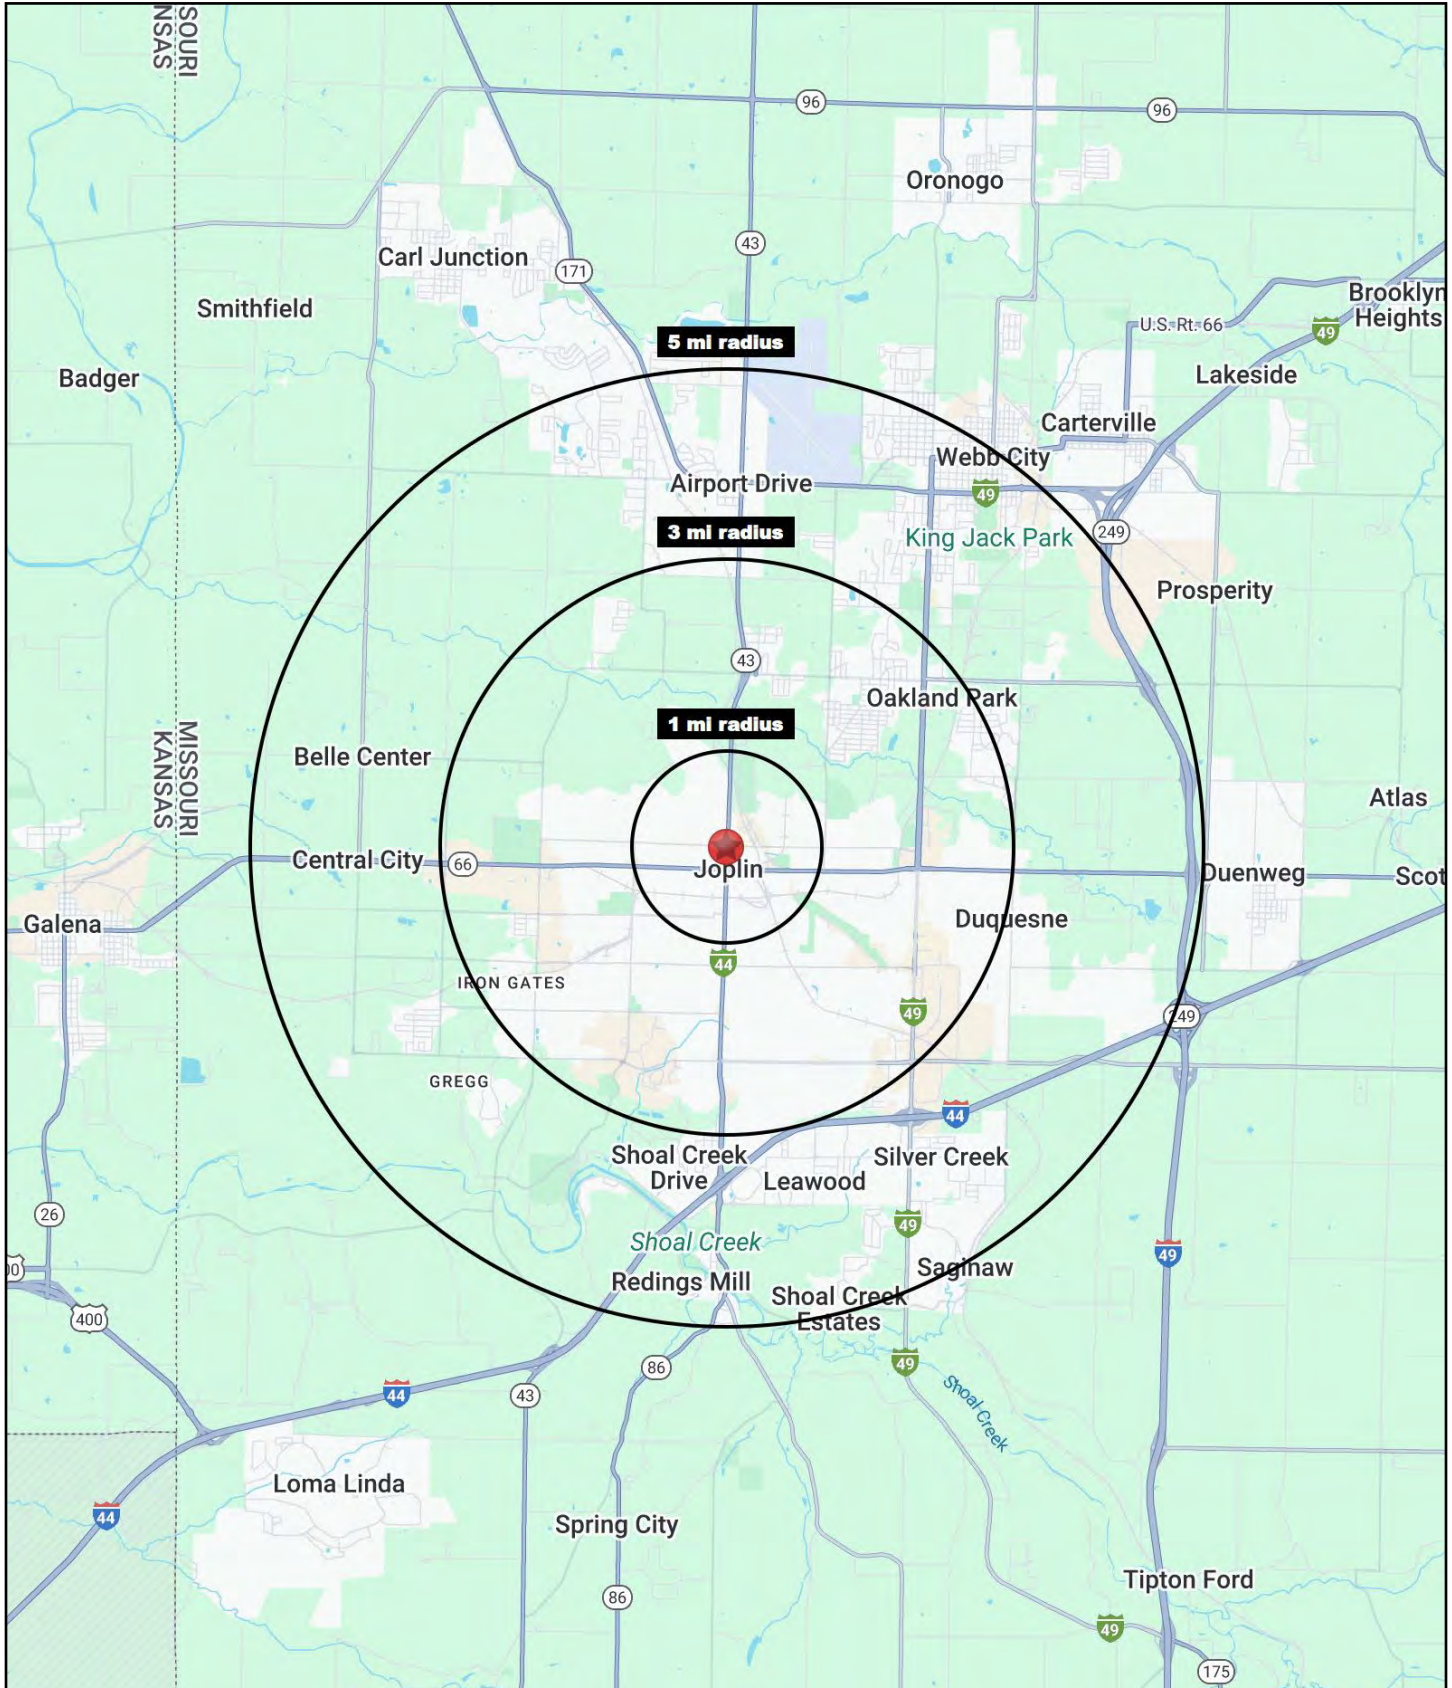 SOURI
NSAS
96
96
Oronogo
43
Carl Junction
171
Smithfield
Brooklyn
Heights
U.S. Rt. 66
49
5 mi radius
Badger
Lakeside
Carterville
Webb City
Airport Drive
49
3 mi radius
King Jack Park
249
Prosperity
43
Oakland Park
1 mi radius
MISSOURI
KANSAS
Belle Center
Atlas
Central City
66
Joplin
Duenweg
Scot
Galena
Duquesne
44
IRON GATES
49
249
GREGG
44
Shoal Creek
Drive
Silver Creek
Leawood
26
49
Shoal Creek
49
00
Saginaw
Redings Mill
Shoal Creek
Estates
400
86
49
44
43
Shoal Creek
Loma Linda
44
Spring City
Tipton Ford
86
49
175